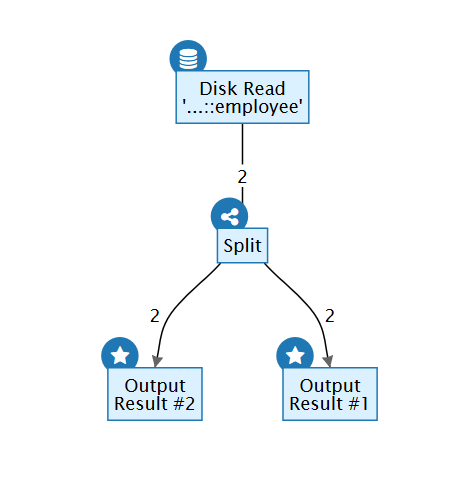 Disk Read
'...::employee'
2
Split
2
2
Output
Result #2
Output
Result #1